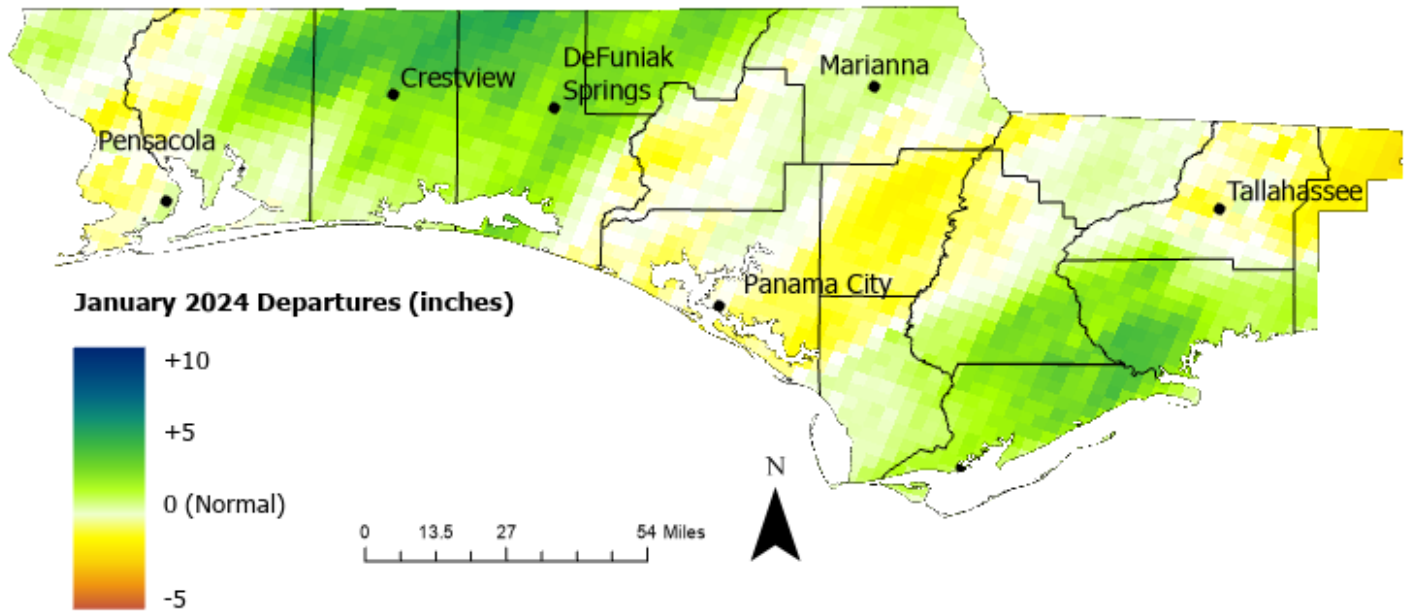 DeFuniak
Springs
Crestview
Marianna
Pensacola
Tallahassee
Panama City
January 2024 Departures (inches)
+10
+5
0 (Normal)
-5
0 13.5 27 54 Miles
N